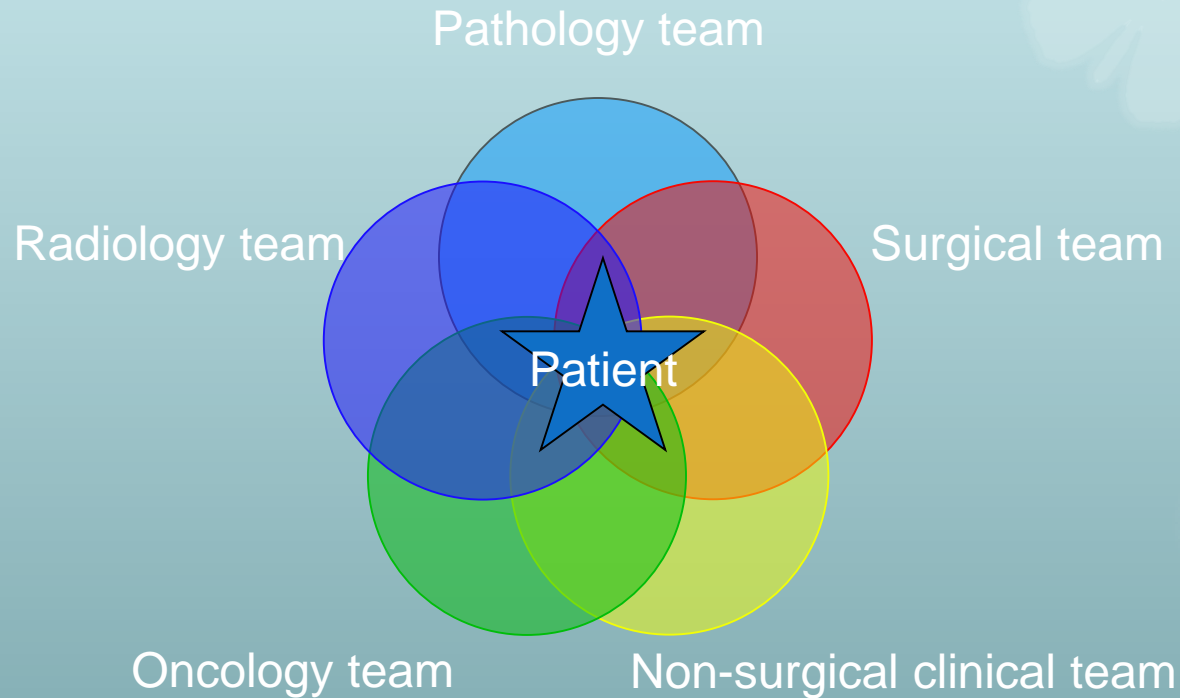 Pathology team
Radiology team
Surgical team
Patient
Oncology team
Non-surgical clinical team